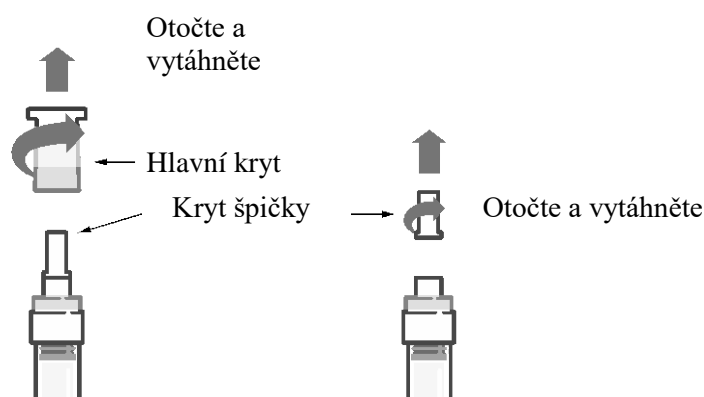 Otočte a
vytáhněte
Hlavní kryt
Kryt špičky
Otočte a vytáhněte